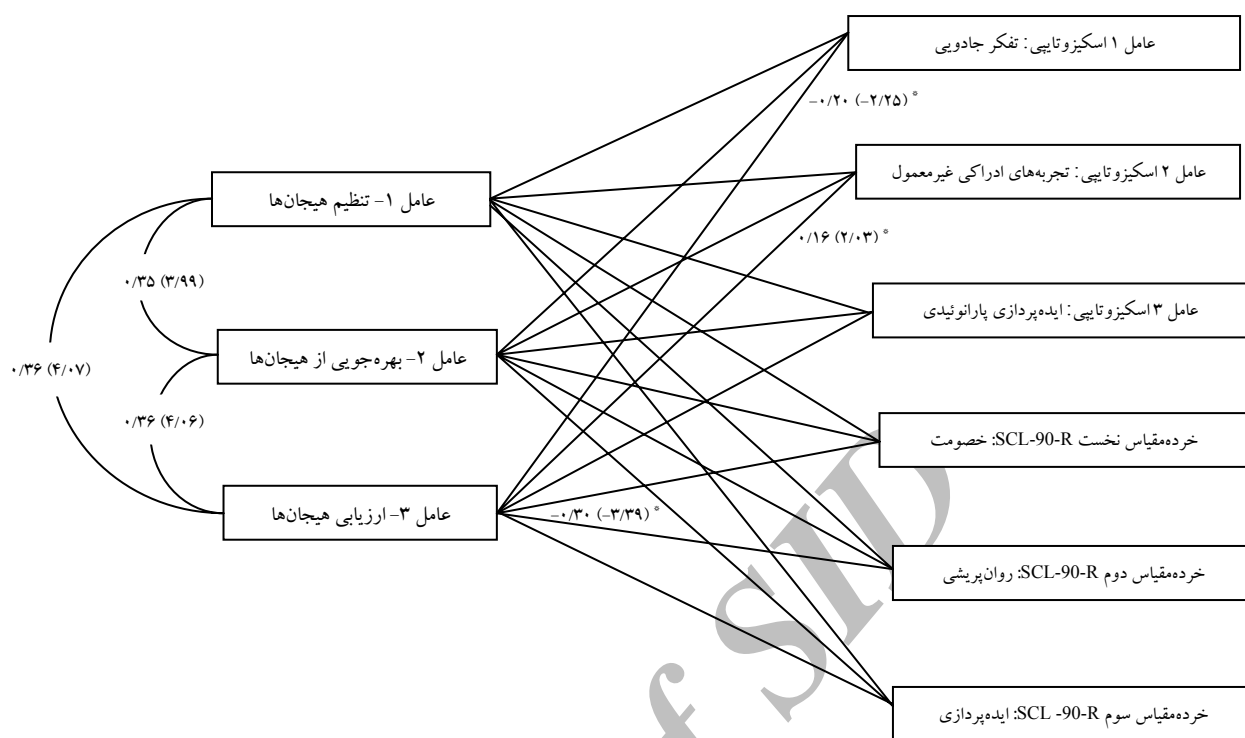 عامل ۱ اسکیزوتایپی: تفکر جادویی
−۰/۲۰ (−۲/۲۵) *
عامل ۲ اسکیزوتایپی: تجربه‌های ادراکی غیرمعمول
عامل ۱- تنظیم هیجان‌ها
۰/۱۶ (۲/۰۳) *
۰/۳۵ (۳/۹۹)
عامل ۳ اسکیزوتایپی: ایده‌پردازی پارانوئیدی
عامل ۲- بهره‌جویی از هیجان‌ها
۰/۳۶ (۴/۰۷)
۰/۳۶ (۴/۰۶)
خرده‌مقیاس نخست SCL-90-R: خصومت
عامل ۳- ارزیابی هیجان‌ها
−۰/۳۰ (−۳/۳۹) *
خرده‌مقیاس دوم SCL-90-R: روان‌پریشی
خرده‌مقیاس سوم SCL -90-R: ایده‌پردازی
of SID